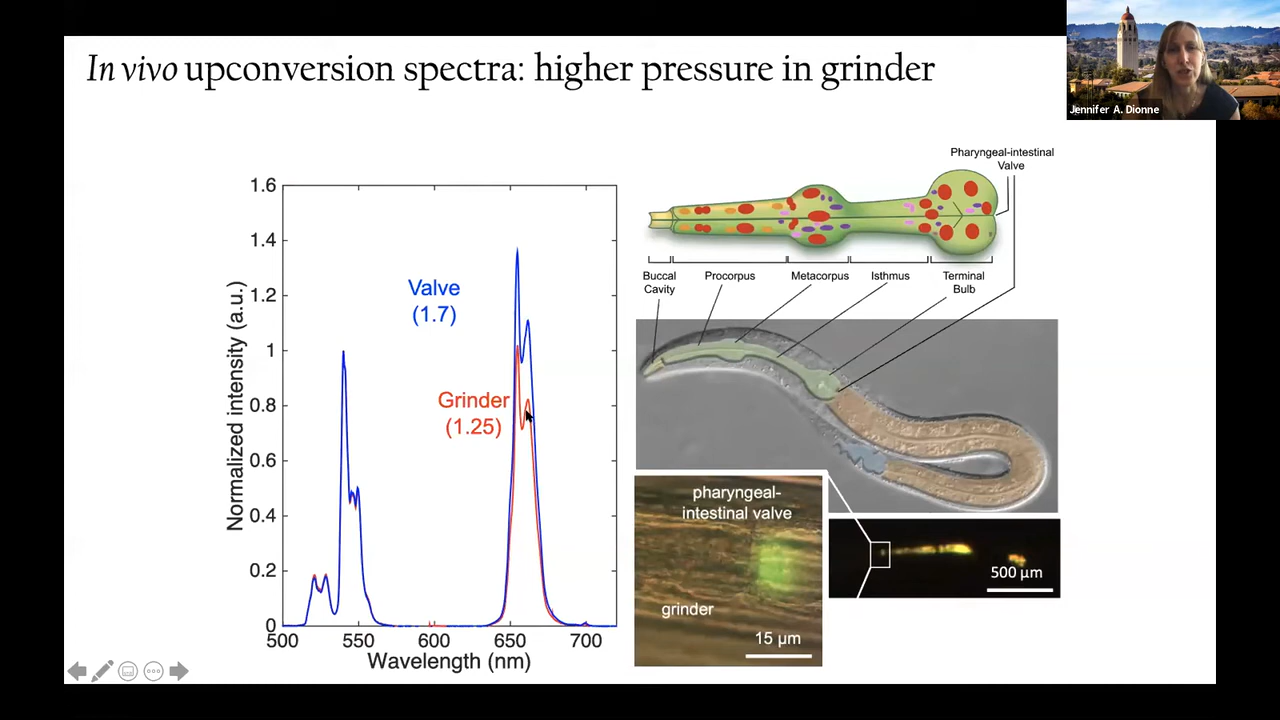 In vivo upconversion spectra: higher pressure in grinder
Jennifer A. Dionne
Normalized intensity (a.u.)
1.6
1.4
1.2
1
0.8
0.6
0.4
0.2
0
500
550
600
650
700
Wavelength (nm)
Valve
(1.7)
Grinder
(1.25)
Pharyngeal-intestinal
Valve
Buccal
Cavity
Procorpus
Metacorpus
Isthmus
Terminal
Bulb
pharyngeal-
intestinal valve
grinder
15 µm
500 µm